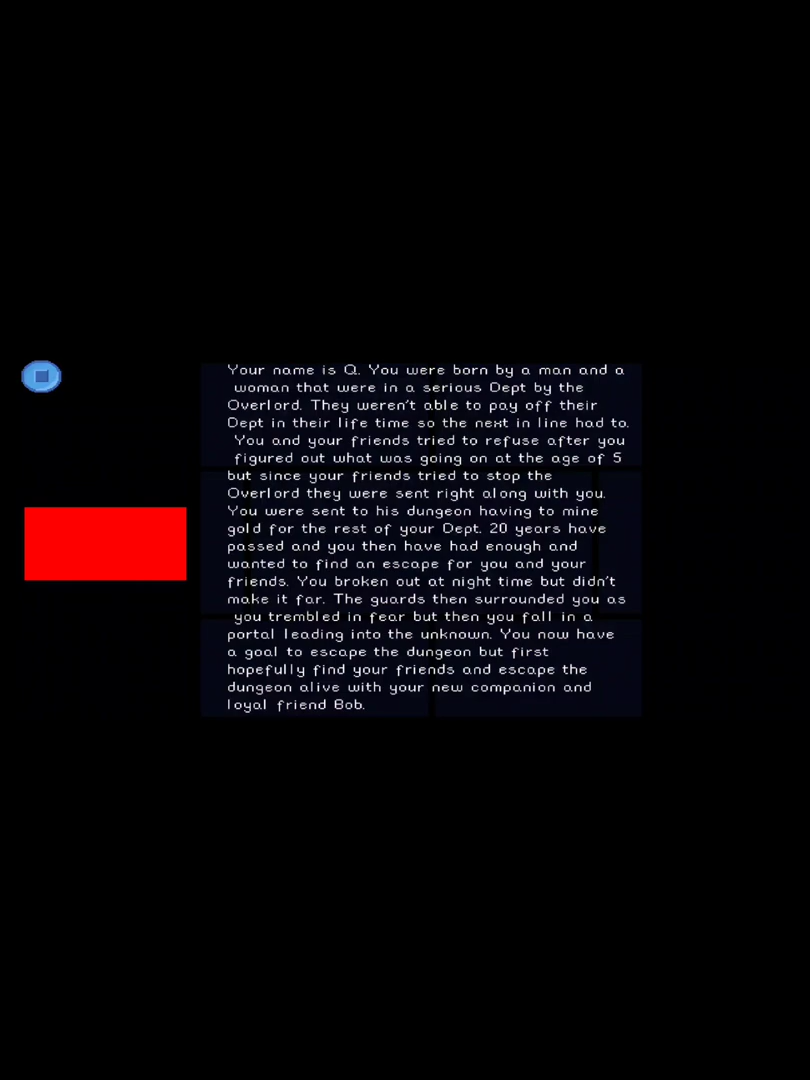 Your name is Q. You were born by a man and a
woman that were in a serious Dept by the
Overlord. They weren't able to pay off their
Dept in their life time so the next in line had to.
You and your friends tried to refuse after you
figured out what was going on at the age of 5
but since your friends tried to stop the
Overlord they were sent right along with you.
You were sent to his dungeon having to mine
gold for the rest of your Dept. 20 years have
passed and you then have had enough and
wanted to find an escape for you and your
friends. You broken out at night time but didn't
make it far. The guards then surrounded you as
you trembled in fear but then you fall in a
portal leading into the unknown. You now have
a goal to escape the dungeon but first
hopefully find your friends and escape the
dungeon alive with your new companion and
loyal friend Bob.